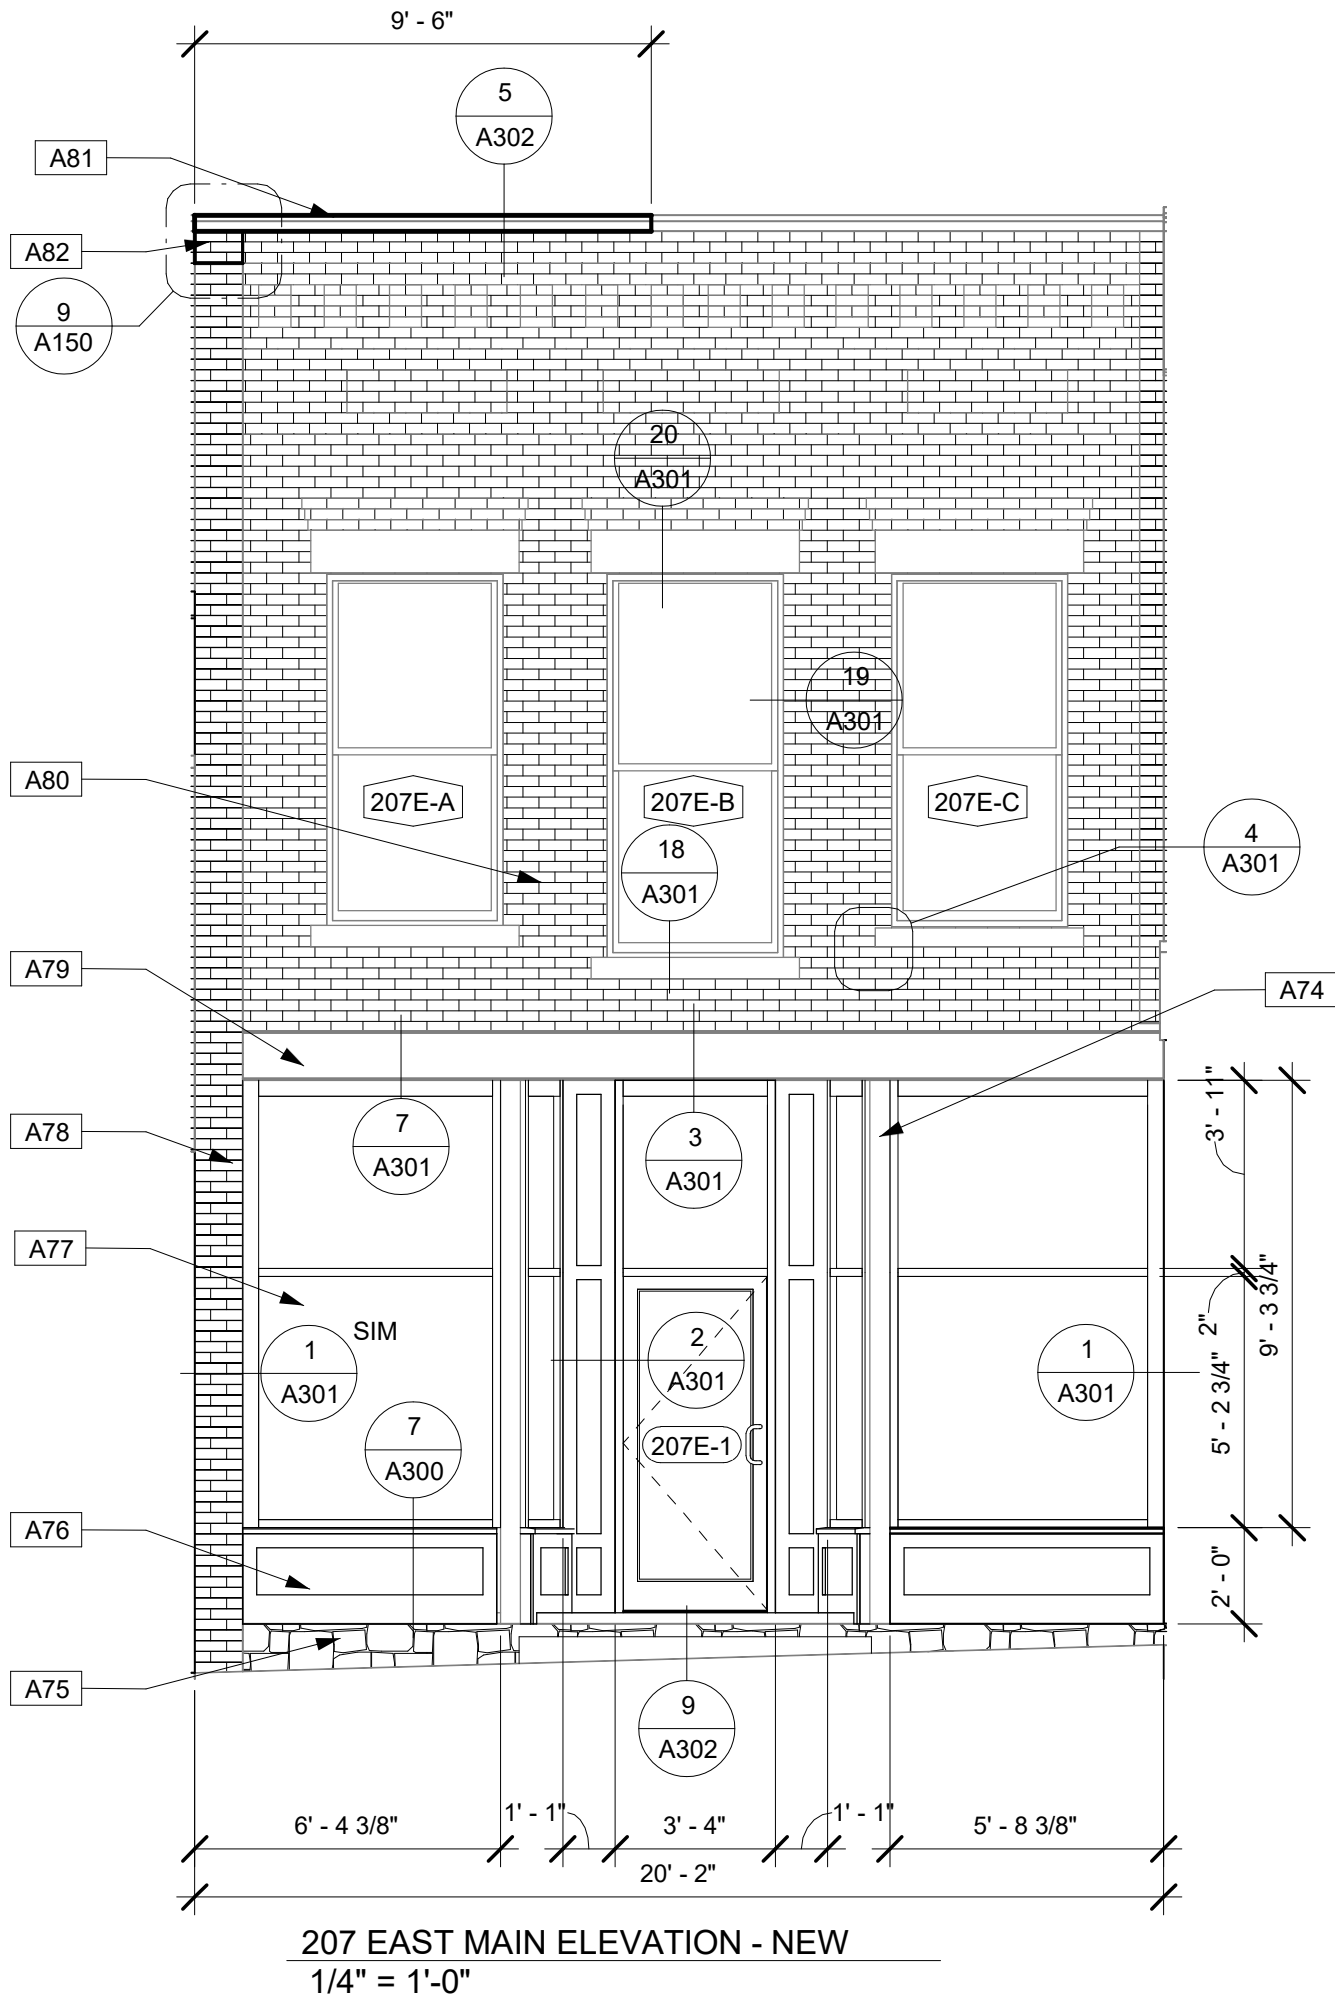 9' - 6"
5
A302
A81
A82
9
A150
20
A301
19
A301
A80
207E-A
207E-B
207E-C
18
A301
4
A301
A79
A74
3' - 11"
7
A301
3
A301
A78
A77
2"
9' - 3 3/4"
SIM
1
A301
2
A301
1
A301
5' - 2 3/4"
7
A300
207E-1
A76
2' - 0"
A75
9
A302
6' - 4 3/8"
1' - 1"
3' - 4"
1' - 1"
5' - 8 3/8"
20' - 2"
207 EAST MAIN ELEVATION - NEW
1/4" = 1'-0"